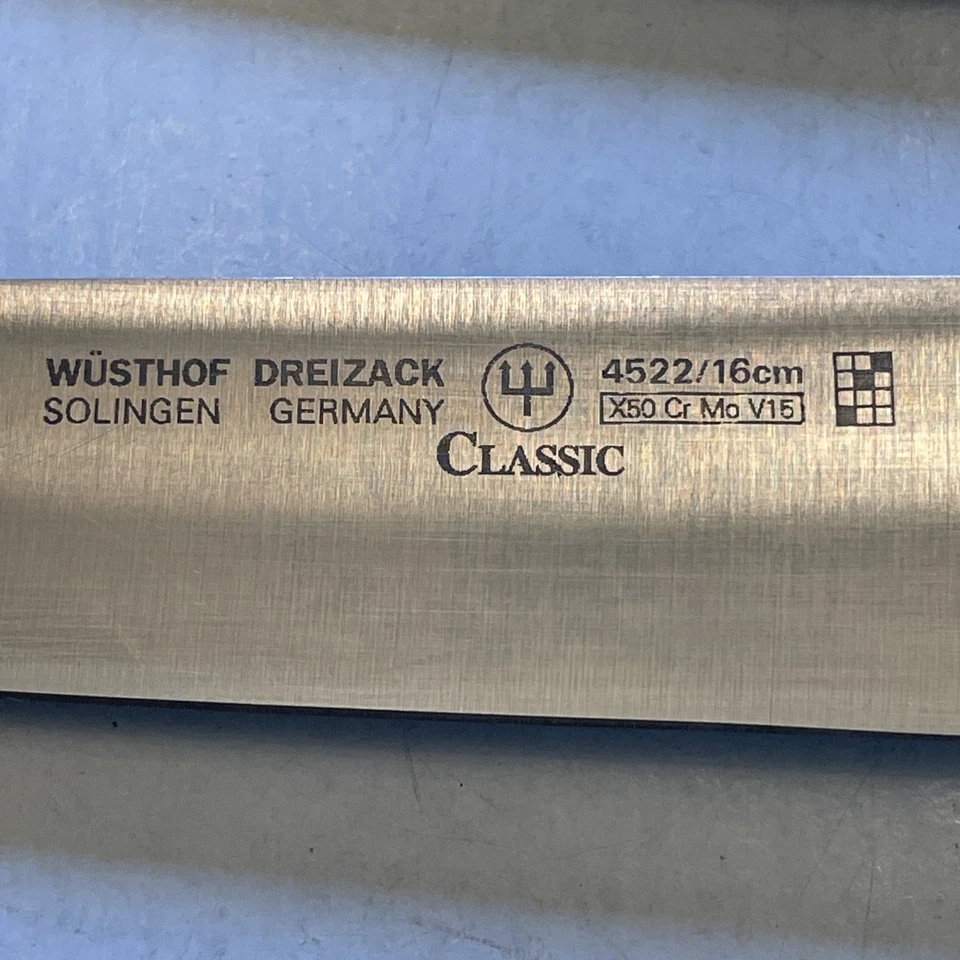 WÜSTHOF DREIZACK 4522/16cm
SOLINGEN GERMANY X50 Cr Mo V15
CLASSIC